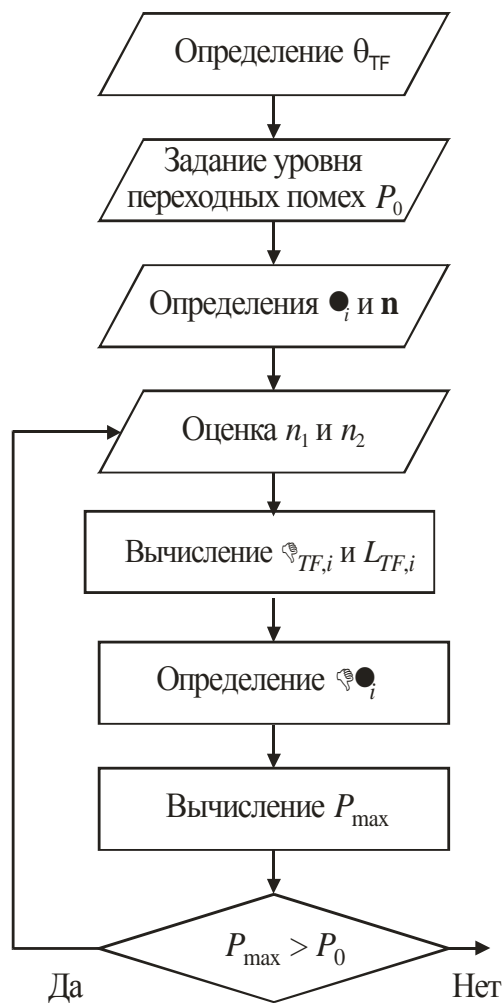 Определение θTF
Задание уровня
переходных помех P0
Определения ●i и n
Оценка n1 и n2
Вычисление 👎TF,i и LTF,i
Определение 👎●i
Вычисление Pmax
Pmax > P0
Да
Нет